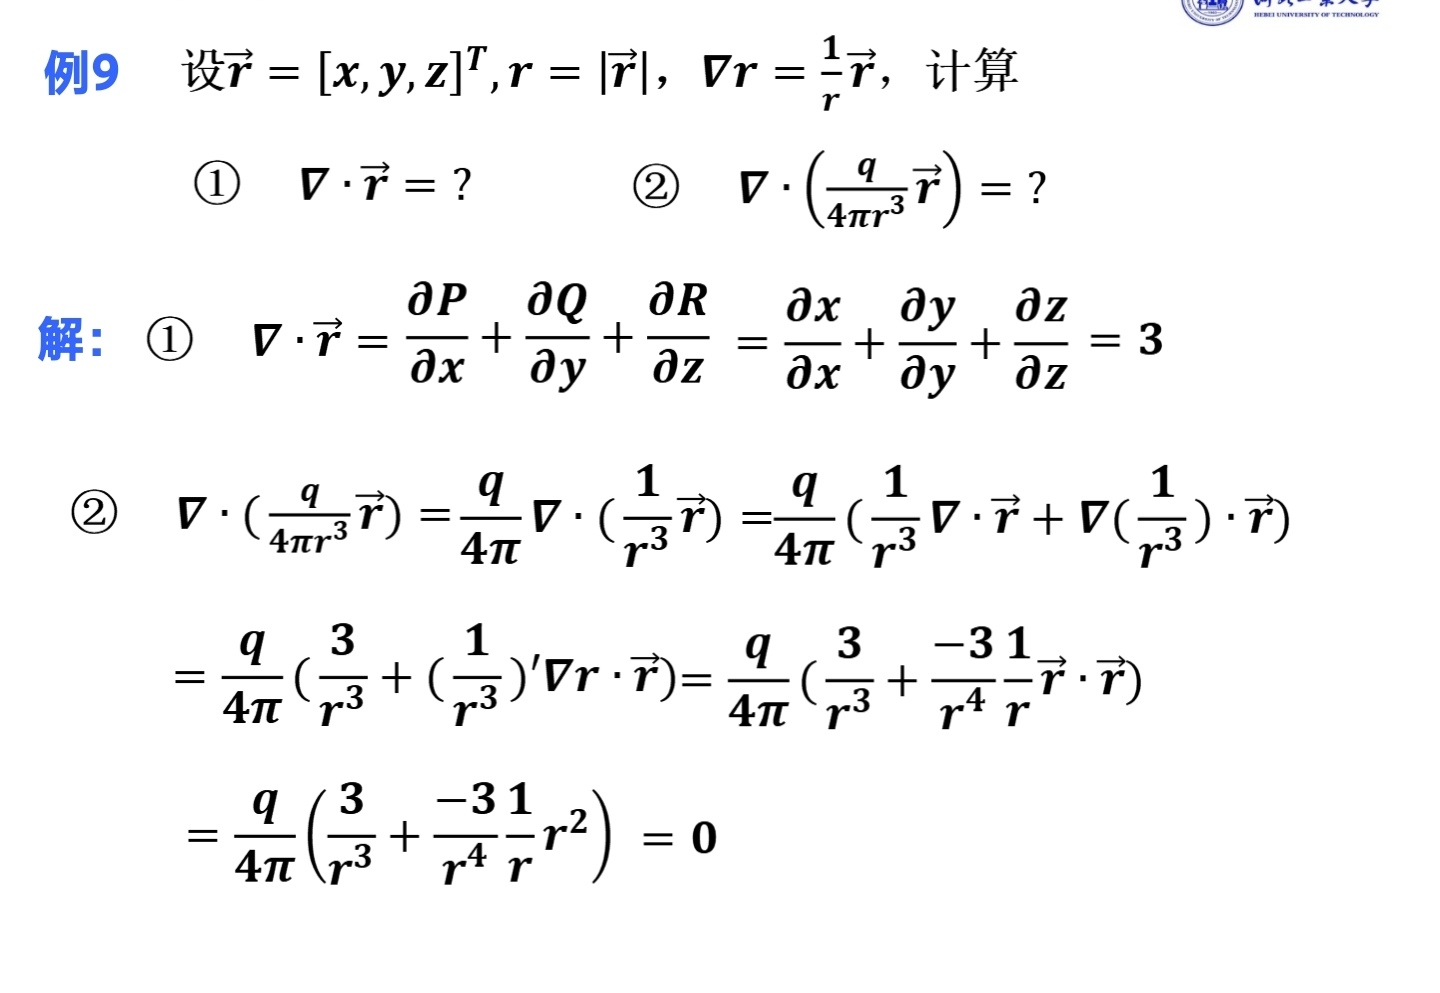 HEBEI UNIVERSITY OF TECHNOLOGY
例9 设$\vec{r} = [x, y, z]^T, r = |\vec{r}|$，$\nabla r = \frac{1}{r}\vec{r}$，计算
① $\nabla \cdot \vec{r} = ?$ ② $\nabla \cdot \left(\frac{q}{4\pi r^3}\vec{r}\right) = ?$
解： ① $\nabla \cdot \vec{r} = \frac{\partial P}{\partial x} + \frac{\partial Q}{\partial y} + \frac{\partial R}{\partial z} = \frac{\partial x}{\partial x} + \frac{\partial y}{\partial y} + \frac{\partial z}{\partial z} = 3$
② $\nabla \cdot (\frac{q}{4\pi r^3}\vec{r}) = \frac{q}{4\pi}\nabla \cdot (\frac{1}{r^3}\vec{r}) = \frac{q}{4\pi}(\frac{1}{r^3}\nabla \cdot \vec{r} + \nabla(\frac{1}{r^3}) \cdot \vec{r})$
$= \frac{q}{4\pi}(\frac{3}{r^3} + (\frac{1}{r^3})'\nabla r \cdot \vec{r}) = \frac{q}{4\pi}(\frac{3}{r^3} + \frac{-3}{r^4}\frac{1}{r}\vec{r} \cdot \vec{r})$
$= \frac{q}{4\pi}\left(\frac{3}{r^3} + \frac{-3}{r^4}\frac{1}{r}r^2\right) = 0$